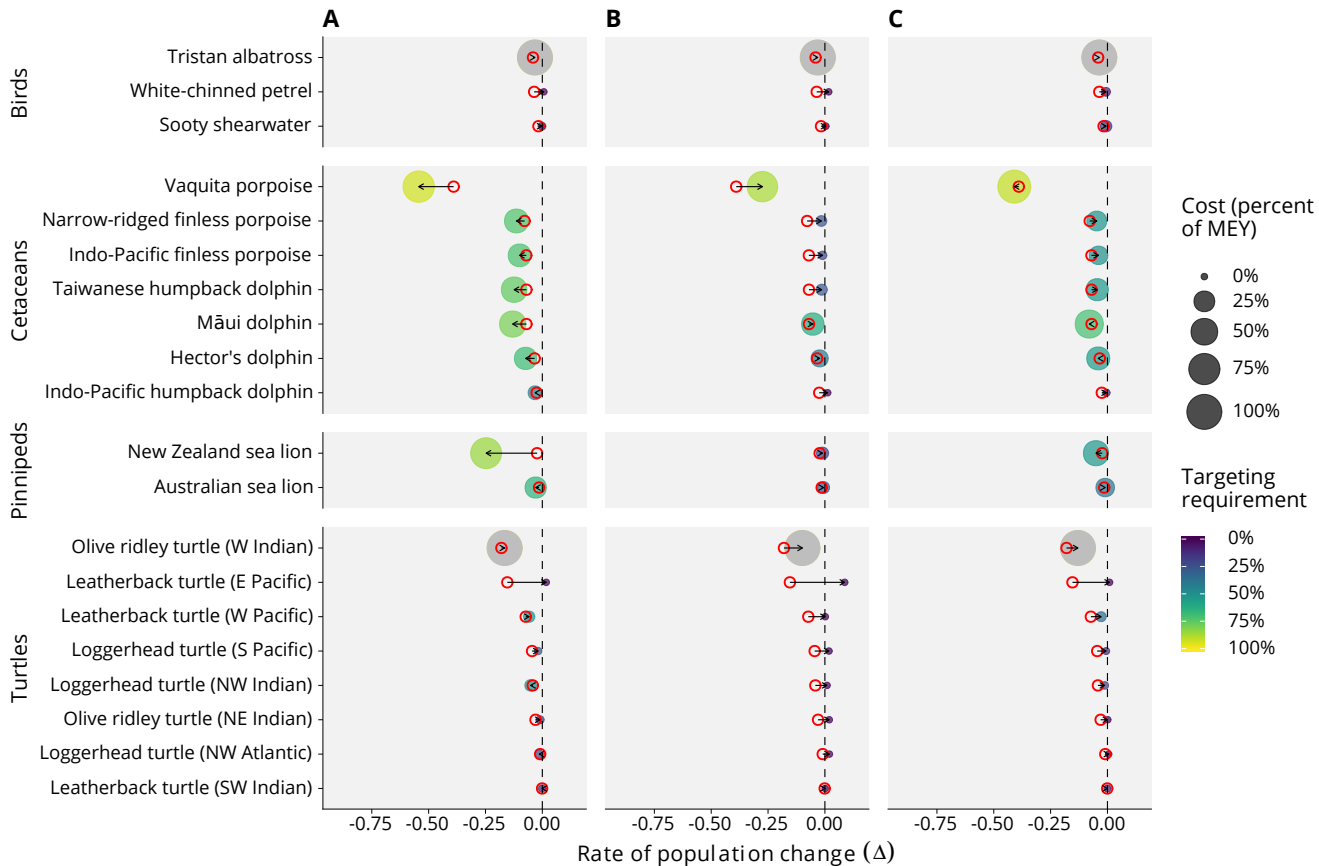 A B C
Birds
Tristan albatross
White-chinned petrel
Sooty shearwater
Cetaceans
Vaquita porpoise
Narrow-ridged finless porpoise
Indo-Pacific finless porpoise
Taiwanese humpback dolphin
Māui dolphin
Hector's dolphin
Indo-Pacific humpback dolphin
Pinnipeds
New Zealand sea lion
Australian sea lion
Turtles
Olive ridley turtle (W Indian)
Leatherback turtle (E Pacific)
Leatherback turtle (W Pacific)
Loggerhead turtle (S Pacific)
Loggerhead turtle (NW Indian)
Olive ridley turtle (NE Indian)
Loggerhead turtle (NW Atlantic)
Leatherback turtle (SW Indian)
-0.75 -0.50 -0.25 0.00 -0.75 -0.50 -0.25 0.00 -0.75 -0.50 -0.25 0.00
Rate of population change (Δ)
Cost (percent
of MEY)
0%
25%
50%
75%
100%
Targeting
requirement
0%
25%
50%
75%
100%